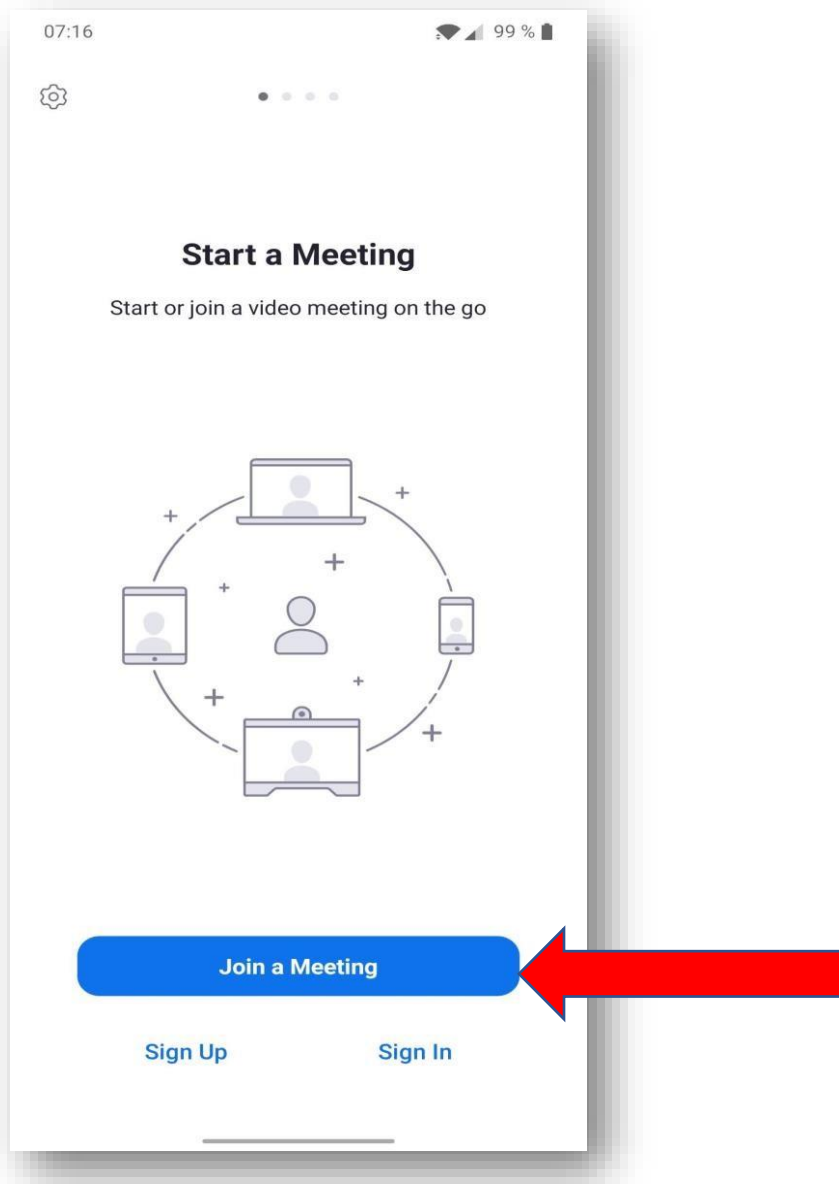 07:16 99 %
Start a Meeting
Start or join a video meeting on the go
Join a Meeting
Sign Up Sign In